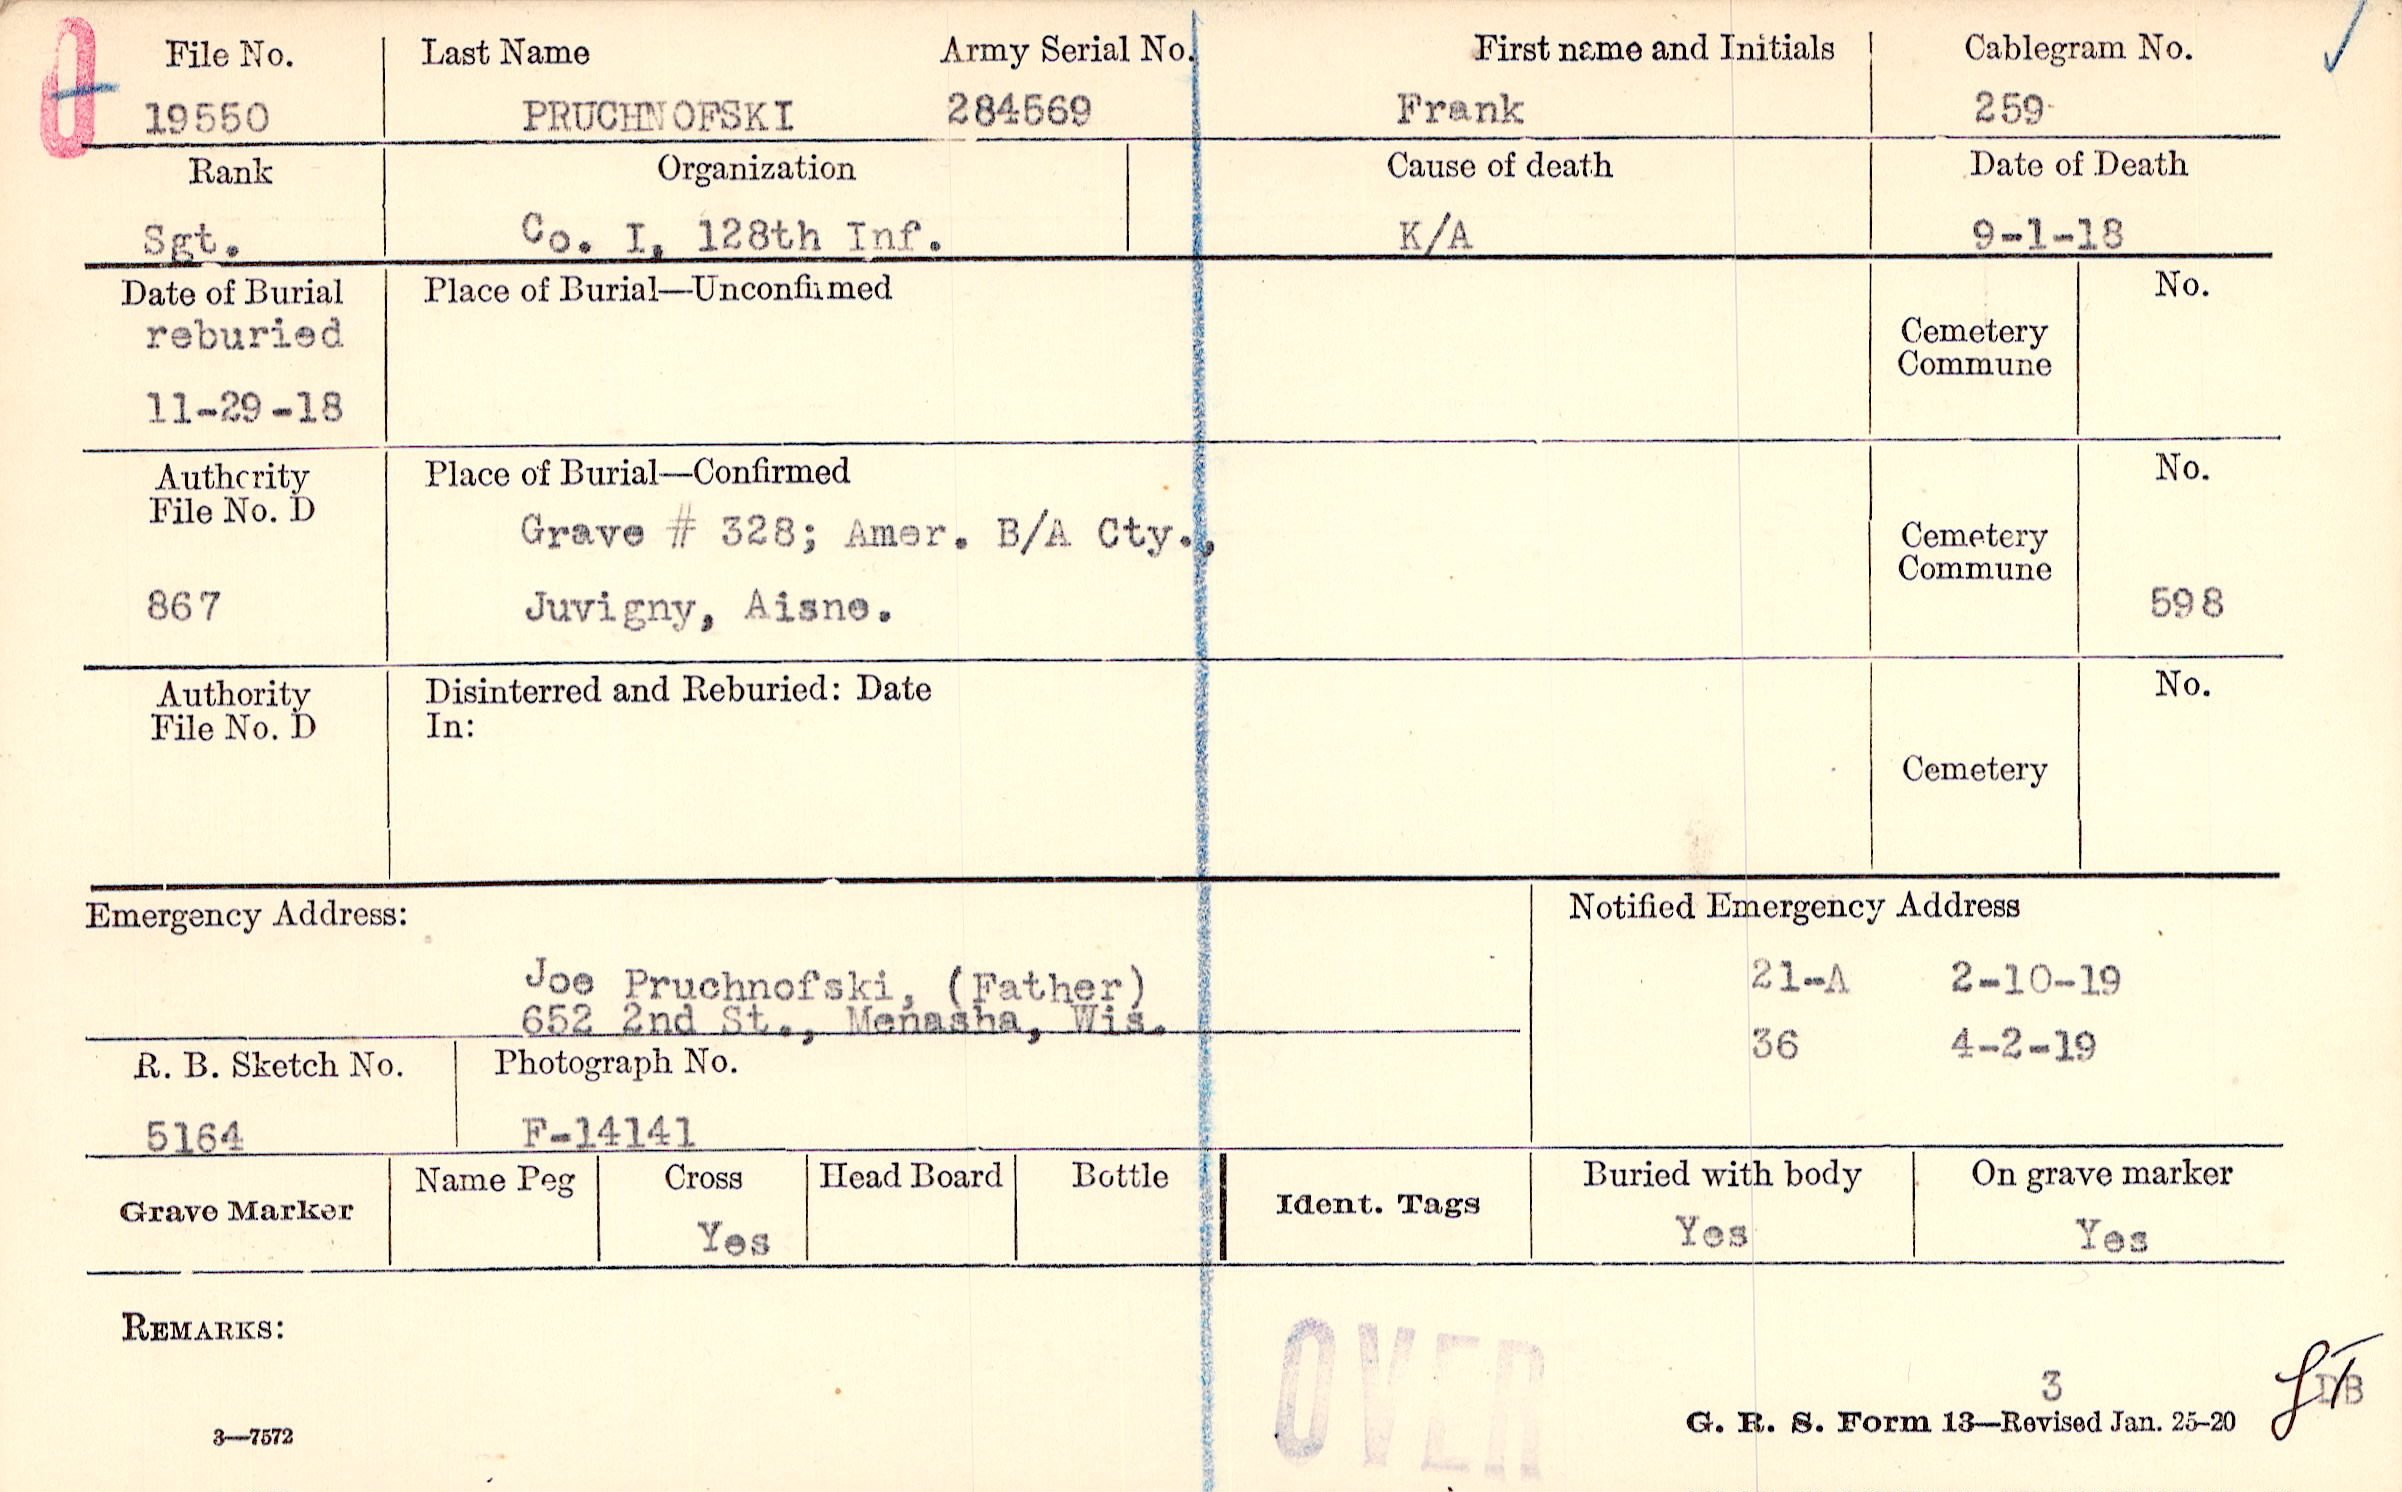 File No. Last Name Army Serial No. First name and Initials Cablegram No.
19550 PRUCHNOFSKI 284569 Frank 259
Rank Organization Cause of death Date of Death
Sgt. Co. I, 128th Inf. K/A 9-1-18
Date of Burial Place of Burial—Unconfirmed No.
reburied Cemetery
Commune
11-29-18
Authority Place of Burial—Confirmed No.
File No. D
Grave # 328; Amer. B/A Cty., Cemetery
Commune
867 Juvigny, Aisne. 598
Authority Disinterred and Reburied: Date No.
File No. D In:
Cemetery
Emergency Address: Notified Emergency Address
Joe Pruchnofski, (Father) 21-A 2-10-19
652 2nd St., Menasha, Wis.
36 4-2-19
R. B. Sketch No. Photograph No.
5164 F-14141
Grave Marker Name Peg Cross Head Board Bottle Ident. Tags Buried with body On grave marker
Yes Yes Yes
REMARKS:
OVER
3
DB
G. R. S. Form 13—Revised Jan. 25-20
3—7572